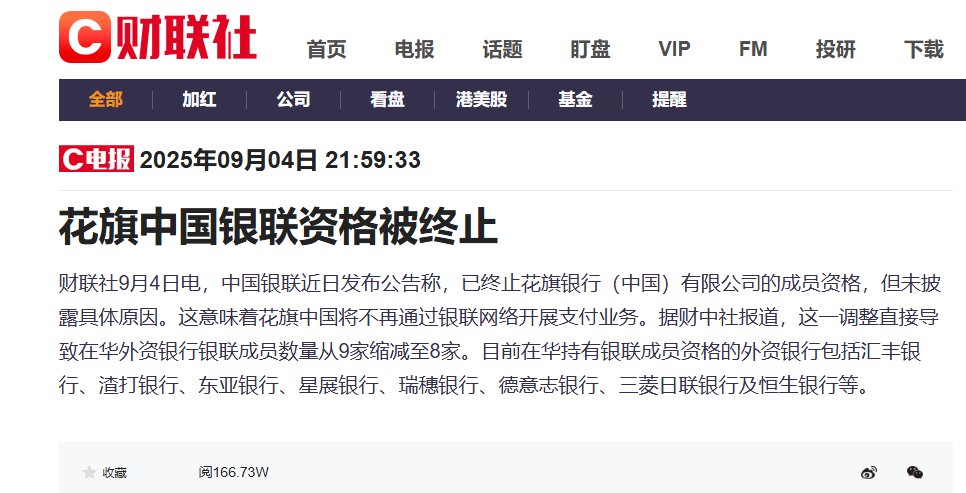 C 财联社 首页 电报 话题 盯盘 VIP FM 投研 下载
全部 加红 公司 看盘 港美股 基金 提醒
C电报 2025年09月04日 21:59:33
花旗中国银联资格被终止
财联社9月4日电，中国银联近日发布公告称，已终止花旗银行（中国）有限公司的成员资格，但未披
露具体原因。这意味着花旗中国将不再通过银联网络开展支付业务。据财中社报道，这一调整直接导
致在华外资银行银联成员数量从9家缩减至8家。目前在华持有银联成员资格的外资银行包括汇丰银
行、渣打银行、东亚银行、星展银行、瑞穗银行、德意志银行、三菱日联银行及恒生银行等。
收藏 阅166.73W